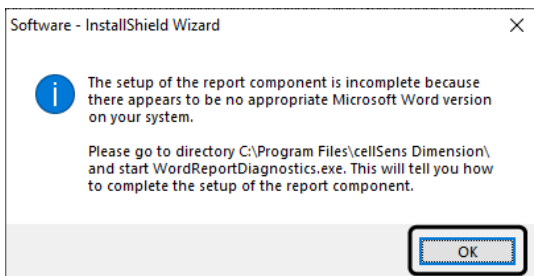 Software - InstallShield Wizard
The setup of the report component is incomplete because
there appears to be no appropriate Microsoft Word version
on your system.
Please go to directory C:\Program Files\cellSens Dimension\
and start WordReportDiagnostics.exe. This will tell you how
to complete the setup of the report component.
OK